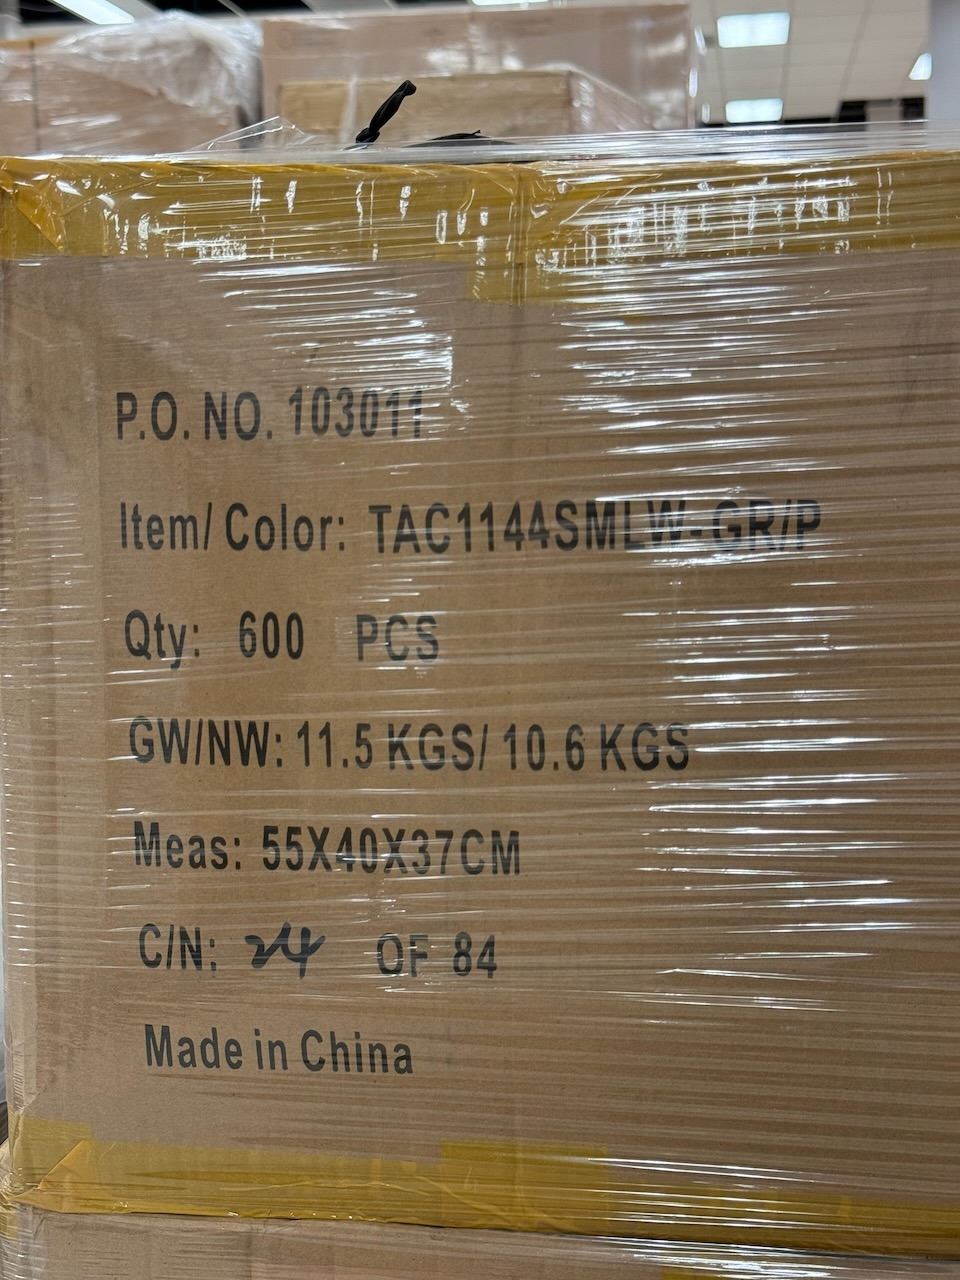 P.O. NO. 103011
Item/ Color: TAC1144SMLW-GR/P
Qty: 600 PCS
GW/NW: 11.5 KGS/ 10.6 KGS
Meas: 55X40X37CM
C/N: 24 OF 84
Made in China